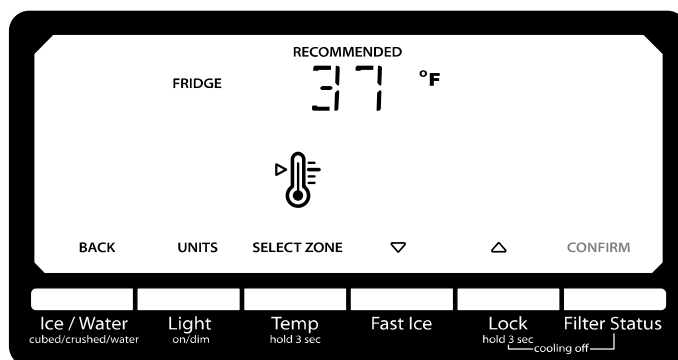 RECOMMENDED
FRIDGE 37 °F
BACK UNITS SELECT ZONE CONFIRM
Ice / Water Light Temp Fast Ice Lock Filter Status
cubed/crushed/water on/dim hold 3 sec hold 3 sec
cooling off